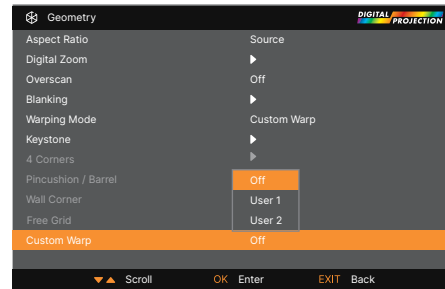 Geometry
DIGITAL PROJECTION
Aspect Ratio Source
Digital Zoom
Overscan Off
Blanking
Warping Mode Custom Warp
Keystone
4 Corners
Pincushion / Barrel Off
Wall Corner User 1
Free Grid User 2
Custom Warp Off
Scroll OK Enter EXIT Back